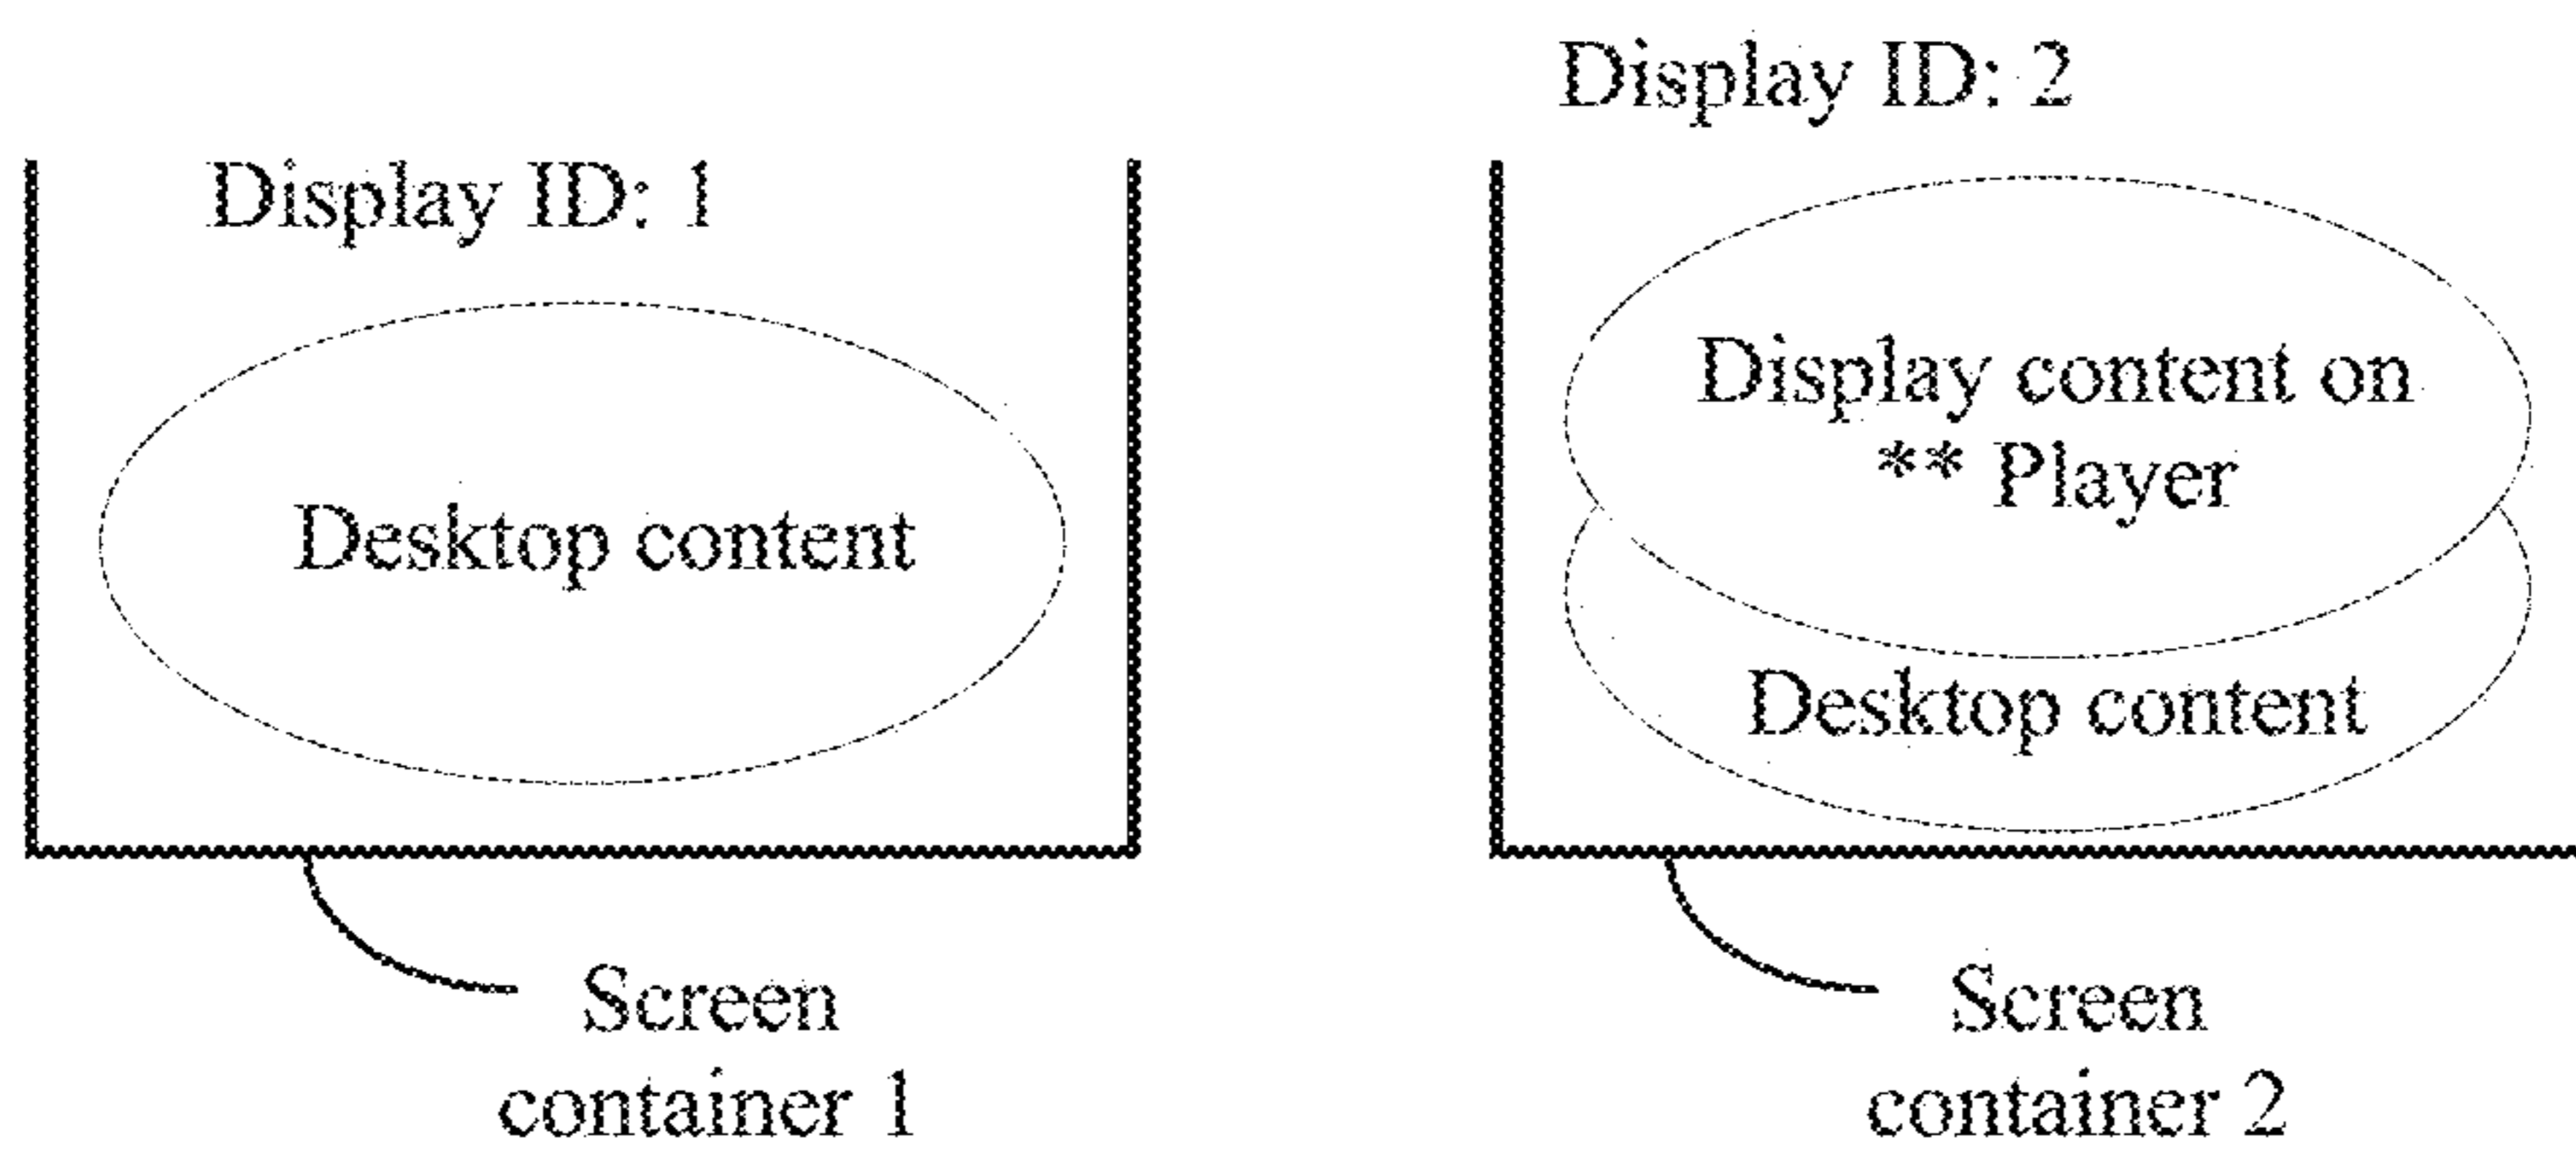 Display ID: 1
Desktop content
Screen
container 1
Display ID: 2
Display content on
** Player
Desktop content
Screen
container 2